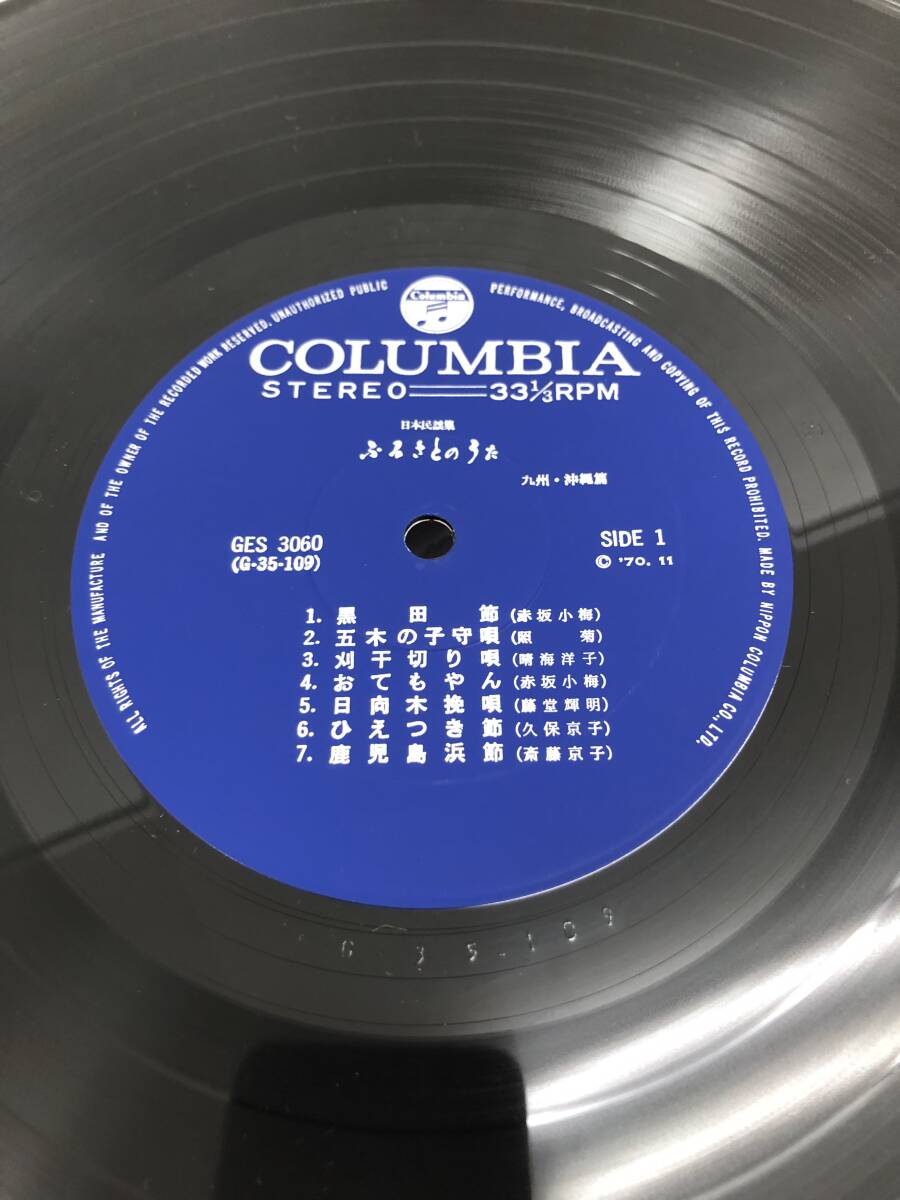 Columbia
ALL RIGHTS OF THE MANUFACTURE AND OF THE OWNER OF THE RECORDED WORK RESERVED. UNAUTHORIZED PUBLIC PERFORMANCE, BROADCASTING AND COPYING OF THIS RECORD PROHIBITED. MADE BY NIPPON COLUMBIA CO., LTD.
COLUMBIA
STEREO 33⅓RPM
日本民謡集
ふるさとのうた
九州・沖縄篇
GES 3060 SIDE 1
(G-35-109) © '70. 11
1. 黒田節 (赤坂小梅)
2. 五木の子守唄 (照菊)
3. 刈干切り唄 (晴海洋子)
4. おてもやん (赤坂小梅)
5. 日向木挽唄 (藤堂輝明)
6. ひえつき節 (久保京子)
7. 鹿児島浜節 (斎藤京子)
G 35-109